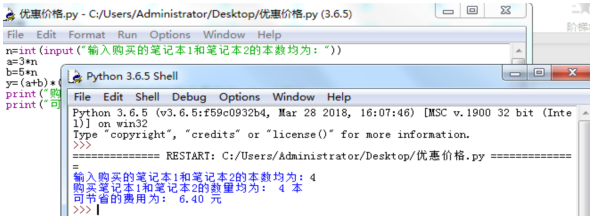 优惠价格.py - C:/Users/Administrator/Desktop/优惠价格.py (3.6.5)
File Edit Format Run Options Window Help
n=int(input("输入购买的笔记本1和笔记本2的本数均为："))
a=3*n
b=5*n
y=(a+b)*(
print("购
print("可
Python 3.6.5 Shell
File Edit Shell Debug Options Window Help
Python 3.6.5 (v3.6.5:f59c0932b4, Mar 28 2018, 16:07:46) [MSC v.1900 32 bit (Inte
l)] on win32
Type "copyright", "credits" or "license()" for more information.
>>>
============== RESTART: C:/Users/Administrator/Desktop/优惠价格.py =============
=
输入购买的笔记本1和笔记本2的本数均为：4
购买笔记本1和笔记本2的数量均为： 4 本
可节省的费用为： 6.40 元
>>>